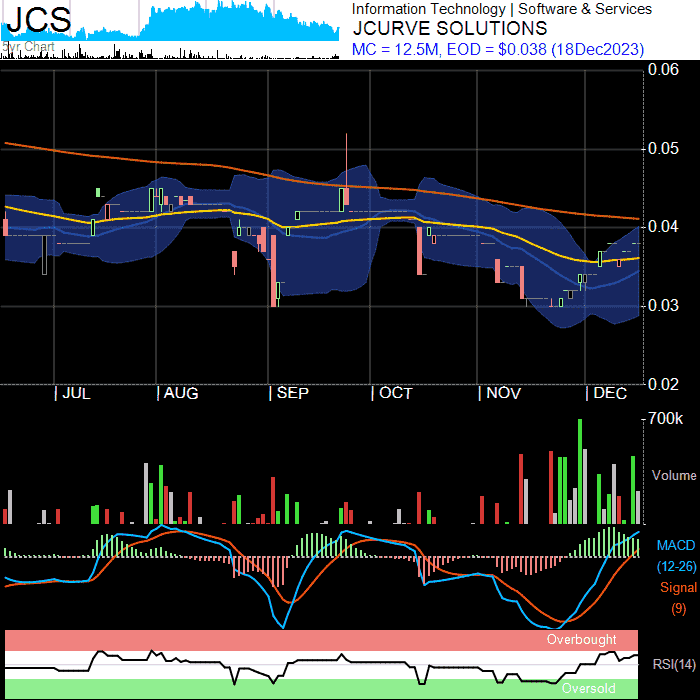 JCS
5yr Chart
Information Technology | Software & Services
JCURVE SOLUTIONS
MC = 12.5M, EOD = $0.038 (18Dec2023)
0.06
0.05
0.04
0.03
0.02
| JUL | AUG | SEP | OCT | NOV | DEC
700k
Volume
MACD
(12-26)
Signal
(9)
Overbought
RSI(14)
Oversold